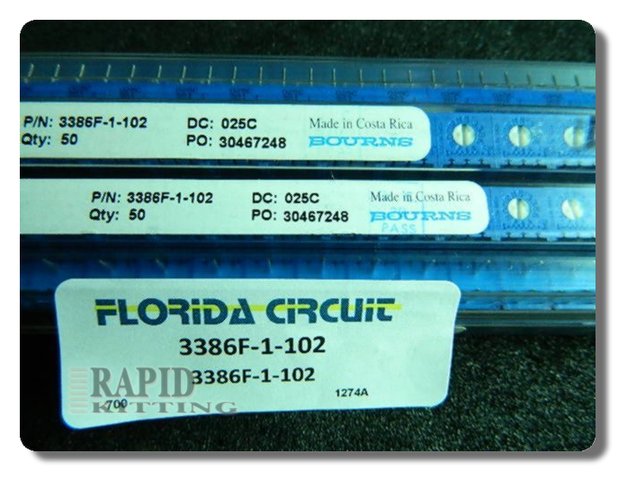 P/N: 3386F-1-102 DC: 025C Made in Costa Rica
Qty: 50 PO: 30467248 BOURNS
P/N: 3386F-1-102 DC: 025C Made in Costa Rica
Qty: 50 PO: 30467248 BOURNS
PASS
FLORIDA CIRCUIT
3386F-1-102
3386F-1-102
RAPID
700 1274A
KITTING